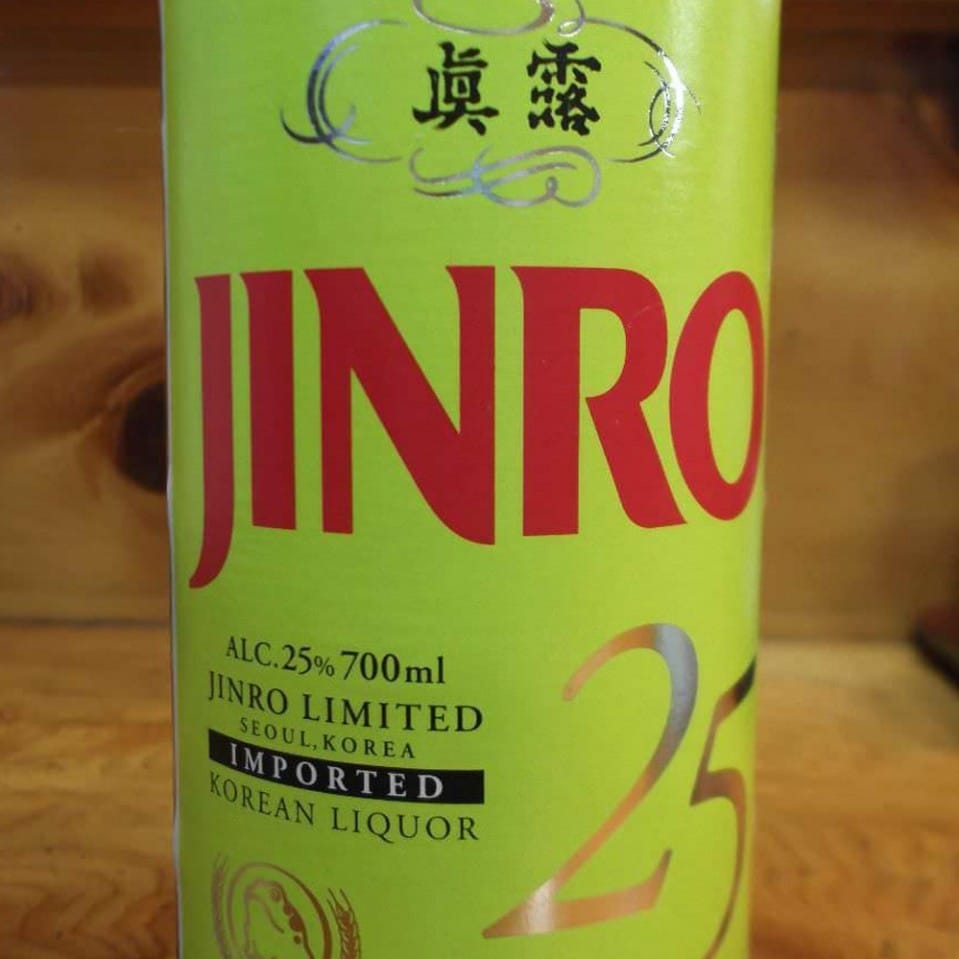 眞露
JINRO
ALC.25% 700ml
JINRO LIMITED
SEOUL,KOREA
IMPORTED
KOREAN LIQUOR
25